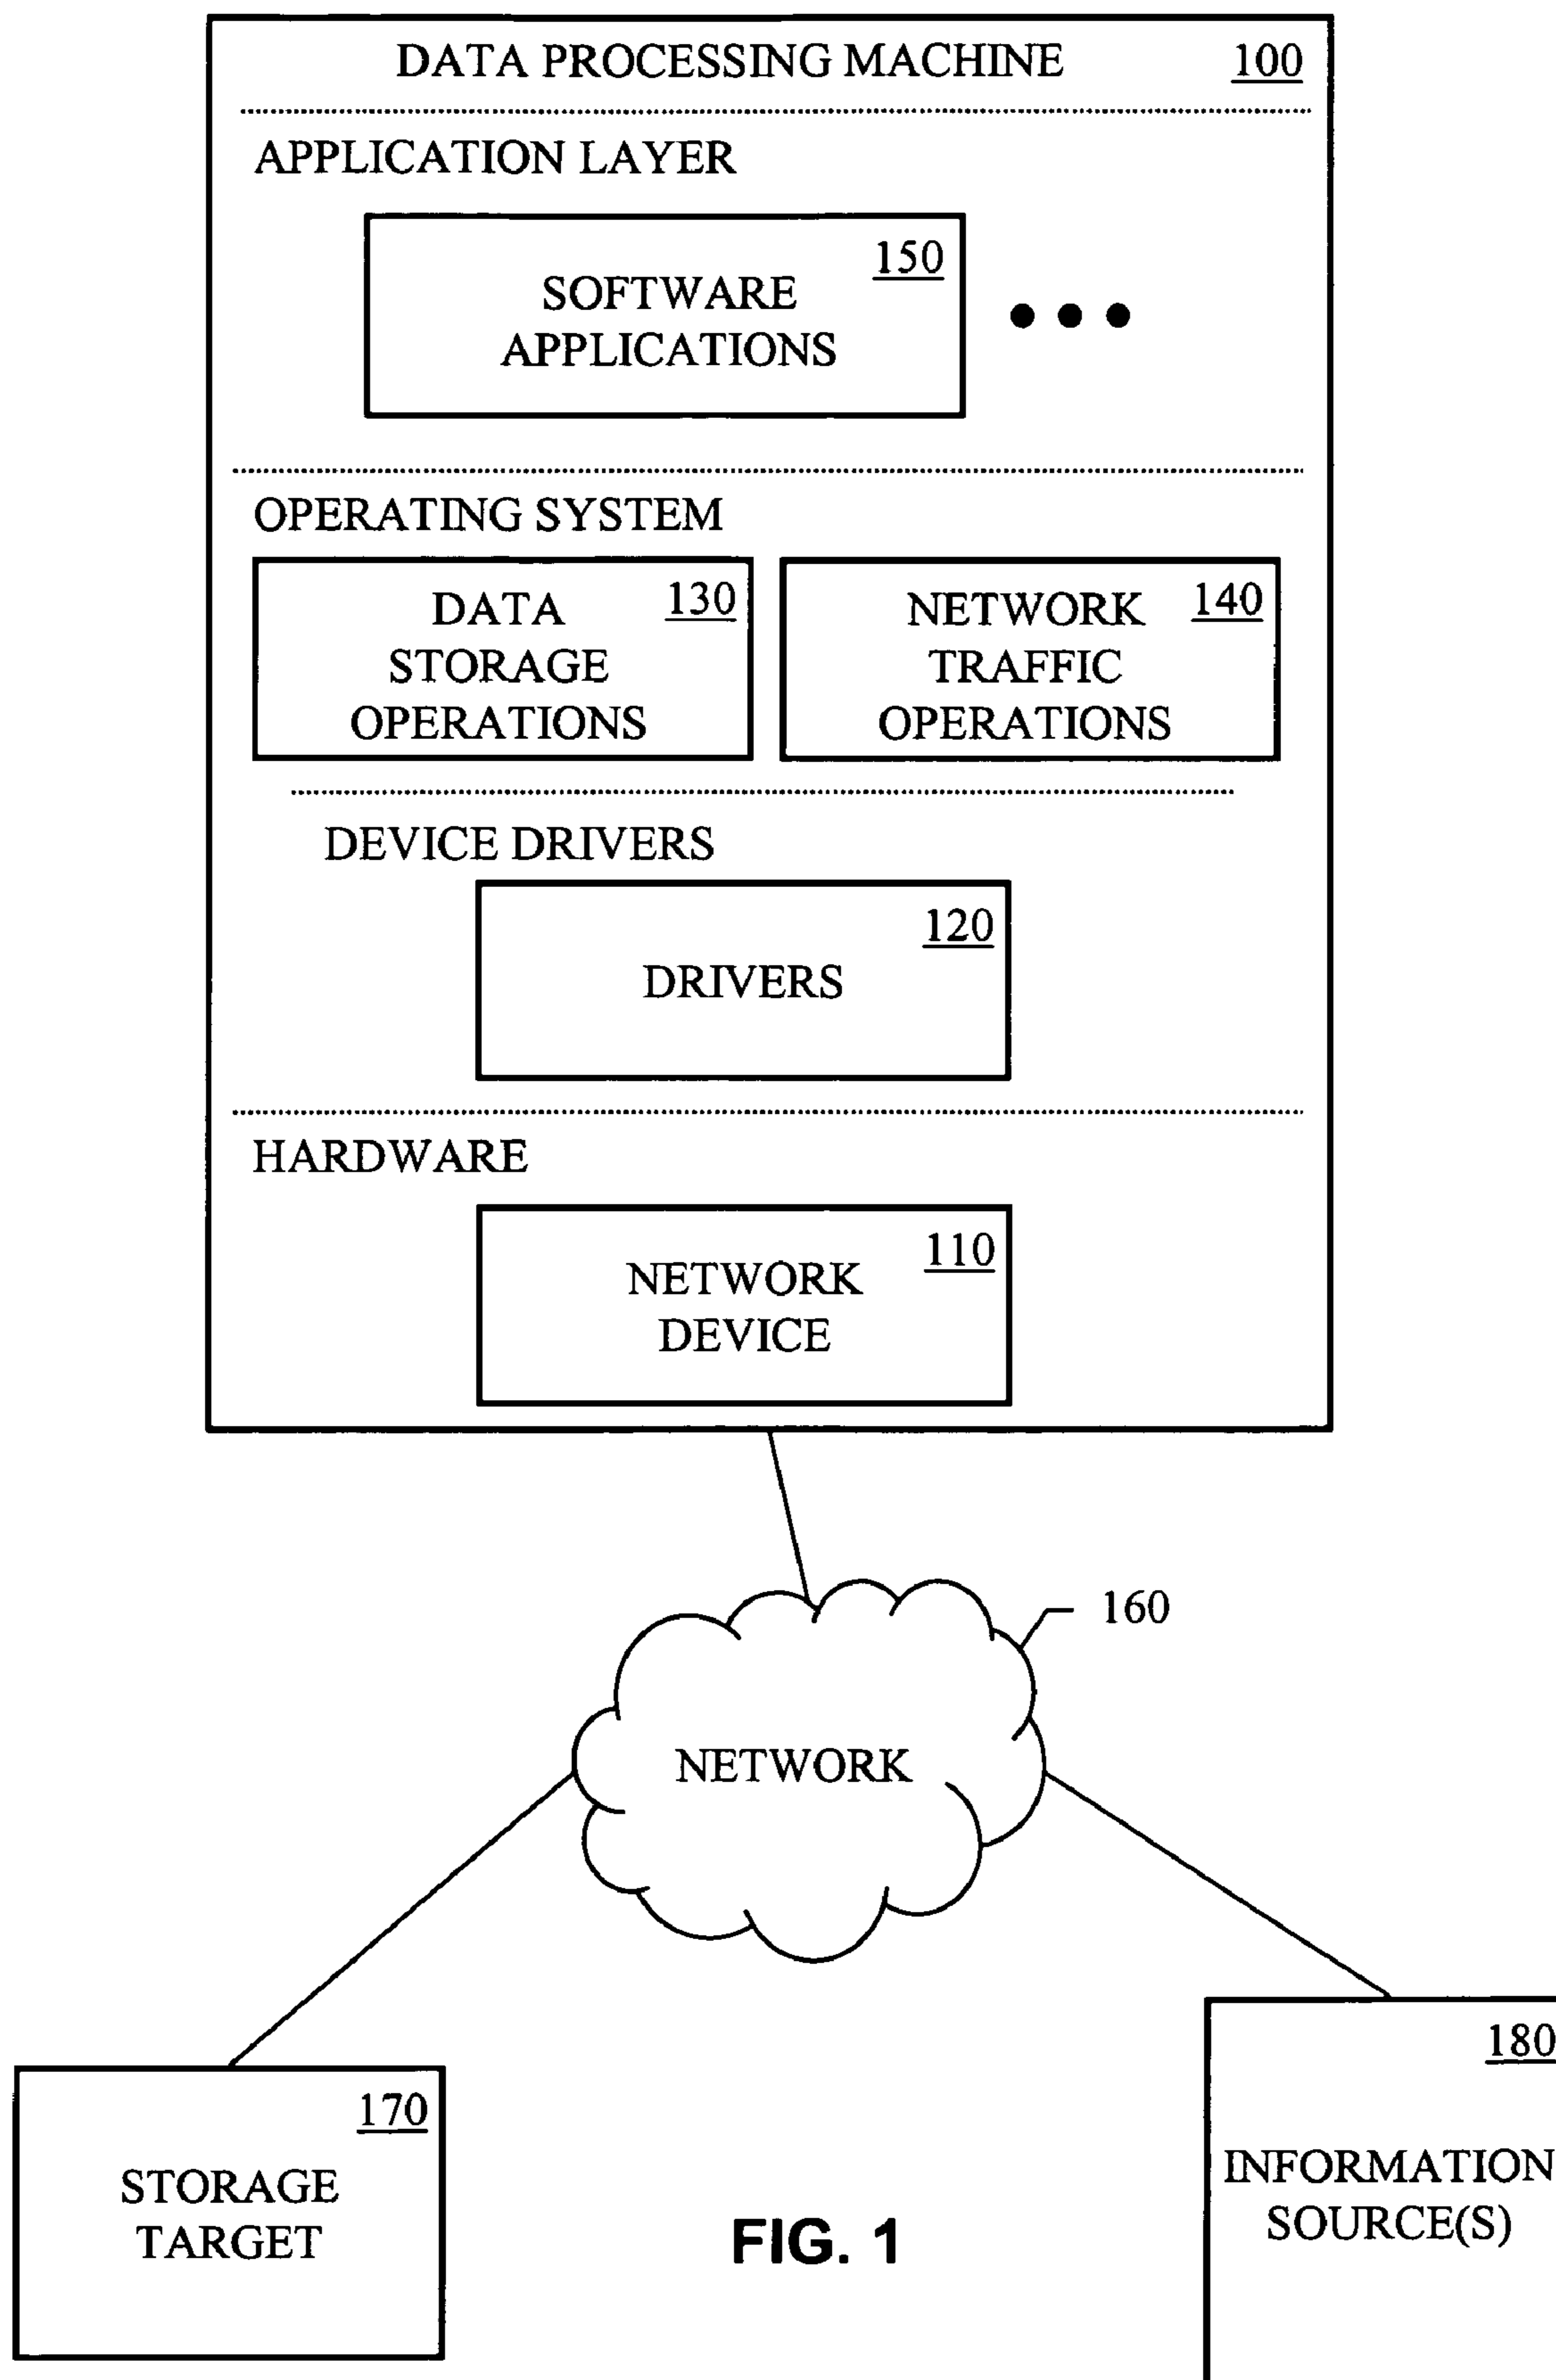 DATA PROCESSING MACHINE 100
APPLICATION LAYER
150
SOFTWARE
APPLICATIONS
OPERATING SYSTEM
130
DATA
STORAGE
OPERATIONS
140
NETWORK
TRAFFIC
OPERATIONS
DEVICE DRIVERS
120
DRIVERS
HARDWARE
110
NETWORK
DEVICE
160
NETWORK
170
STORAGE
TARGET
180
INFORMATION
SOURCE(S)
FIG. 1